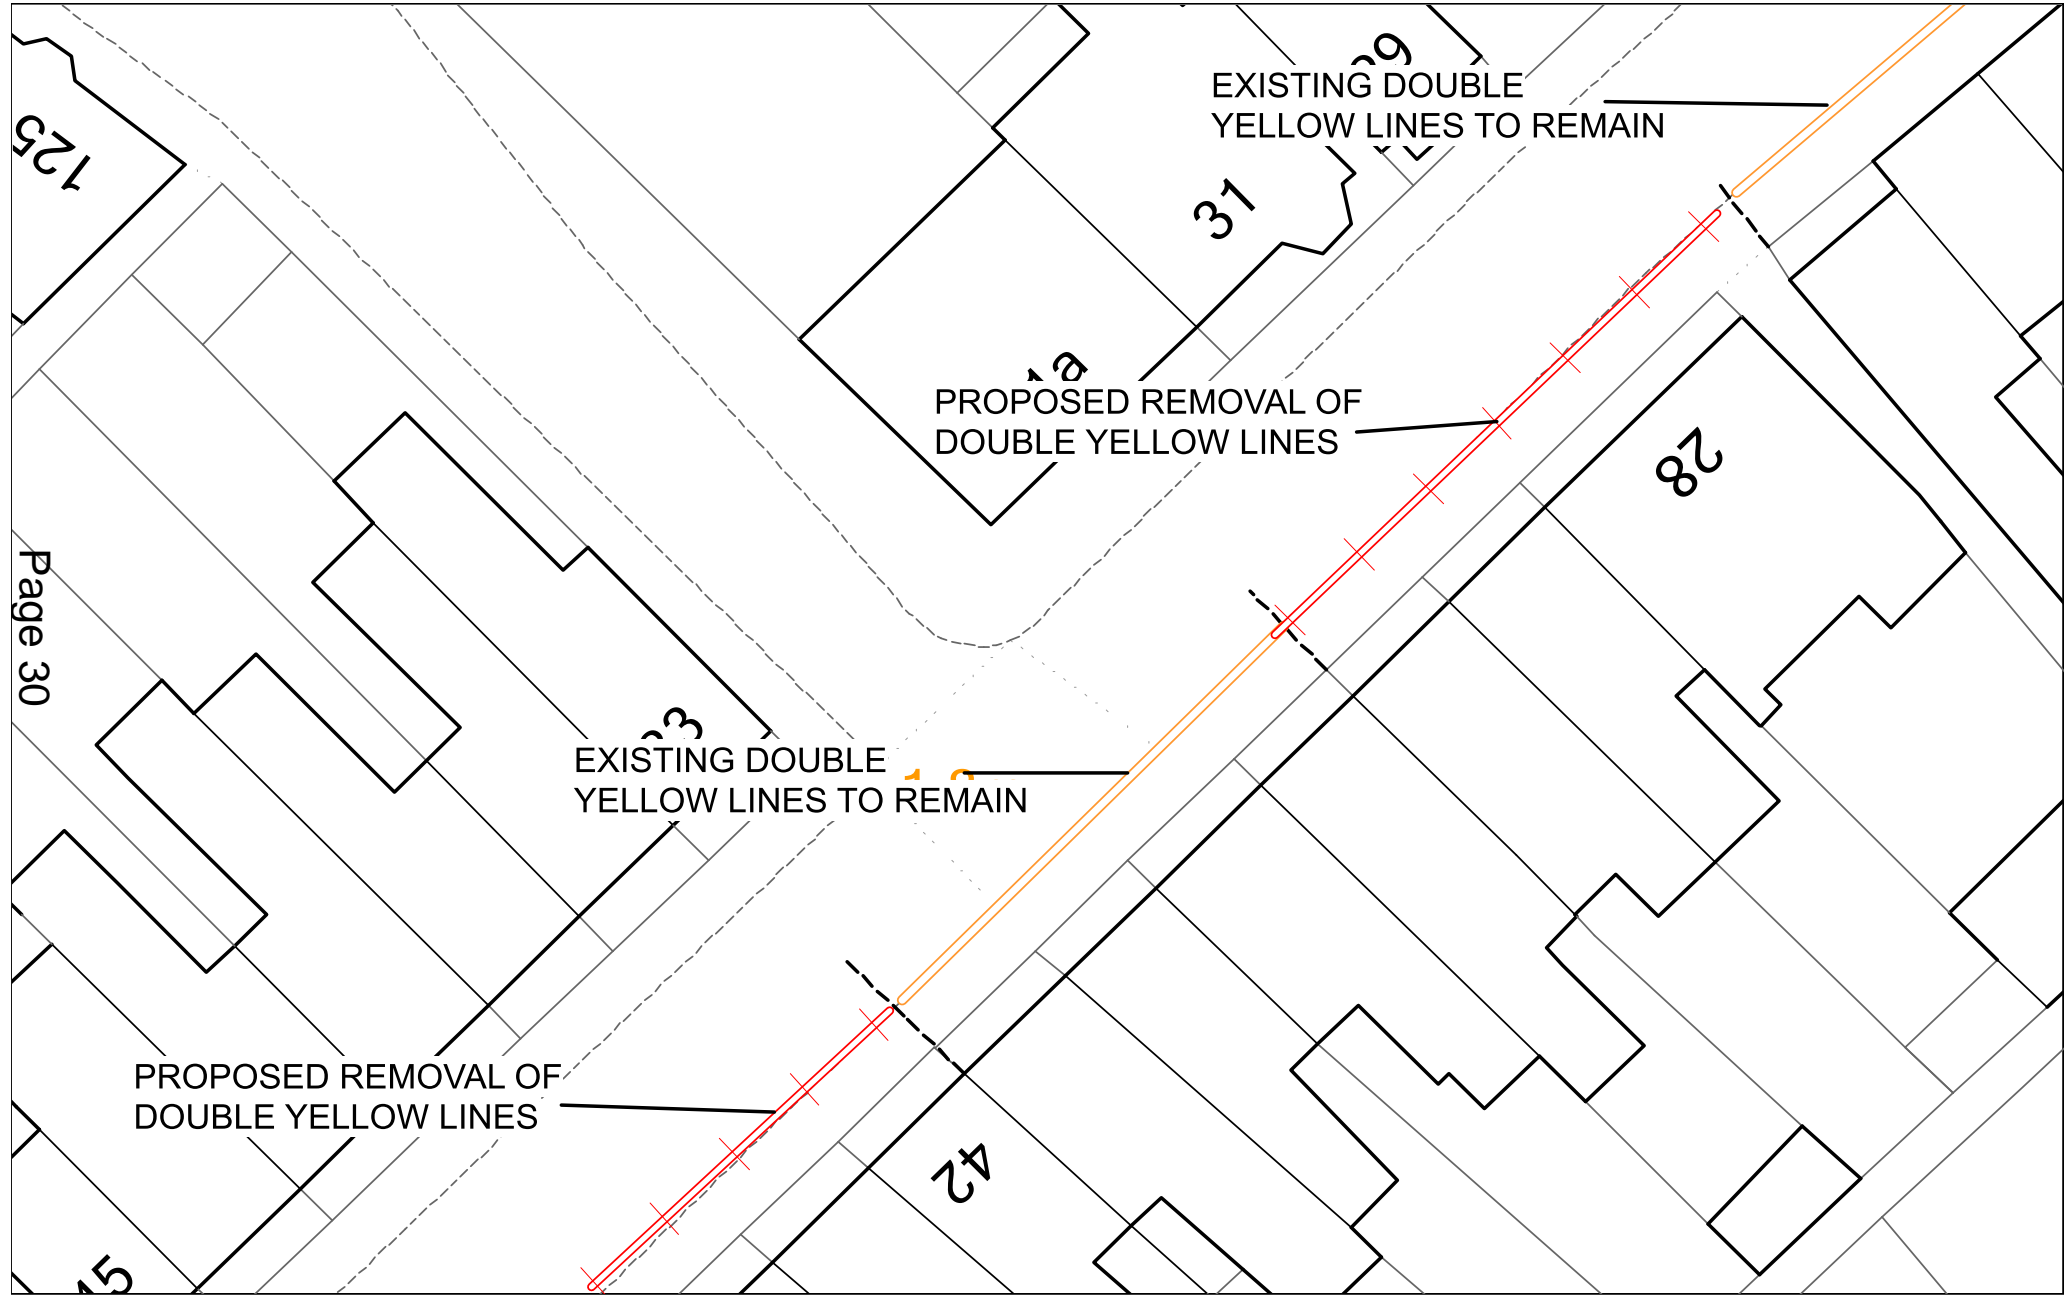 125
EXISTING DOUBLE
YELLOW LINES TO REMAIN
31
PROPOSED REMOVAL OF
DOUBLE YELLOW LINES
28
Page 30
EXISTING DOUBLE
YELLOW LINES TO REMAIN
PROPOSED REMOVAL OF
DOUBLE YELLOW LINES
42